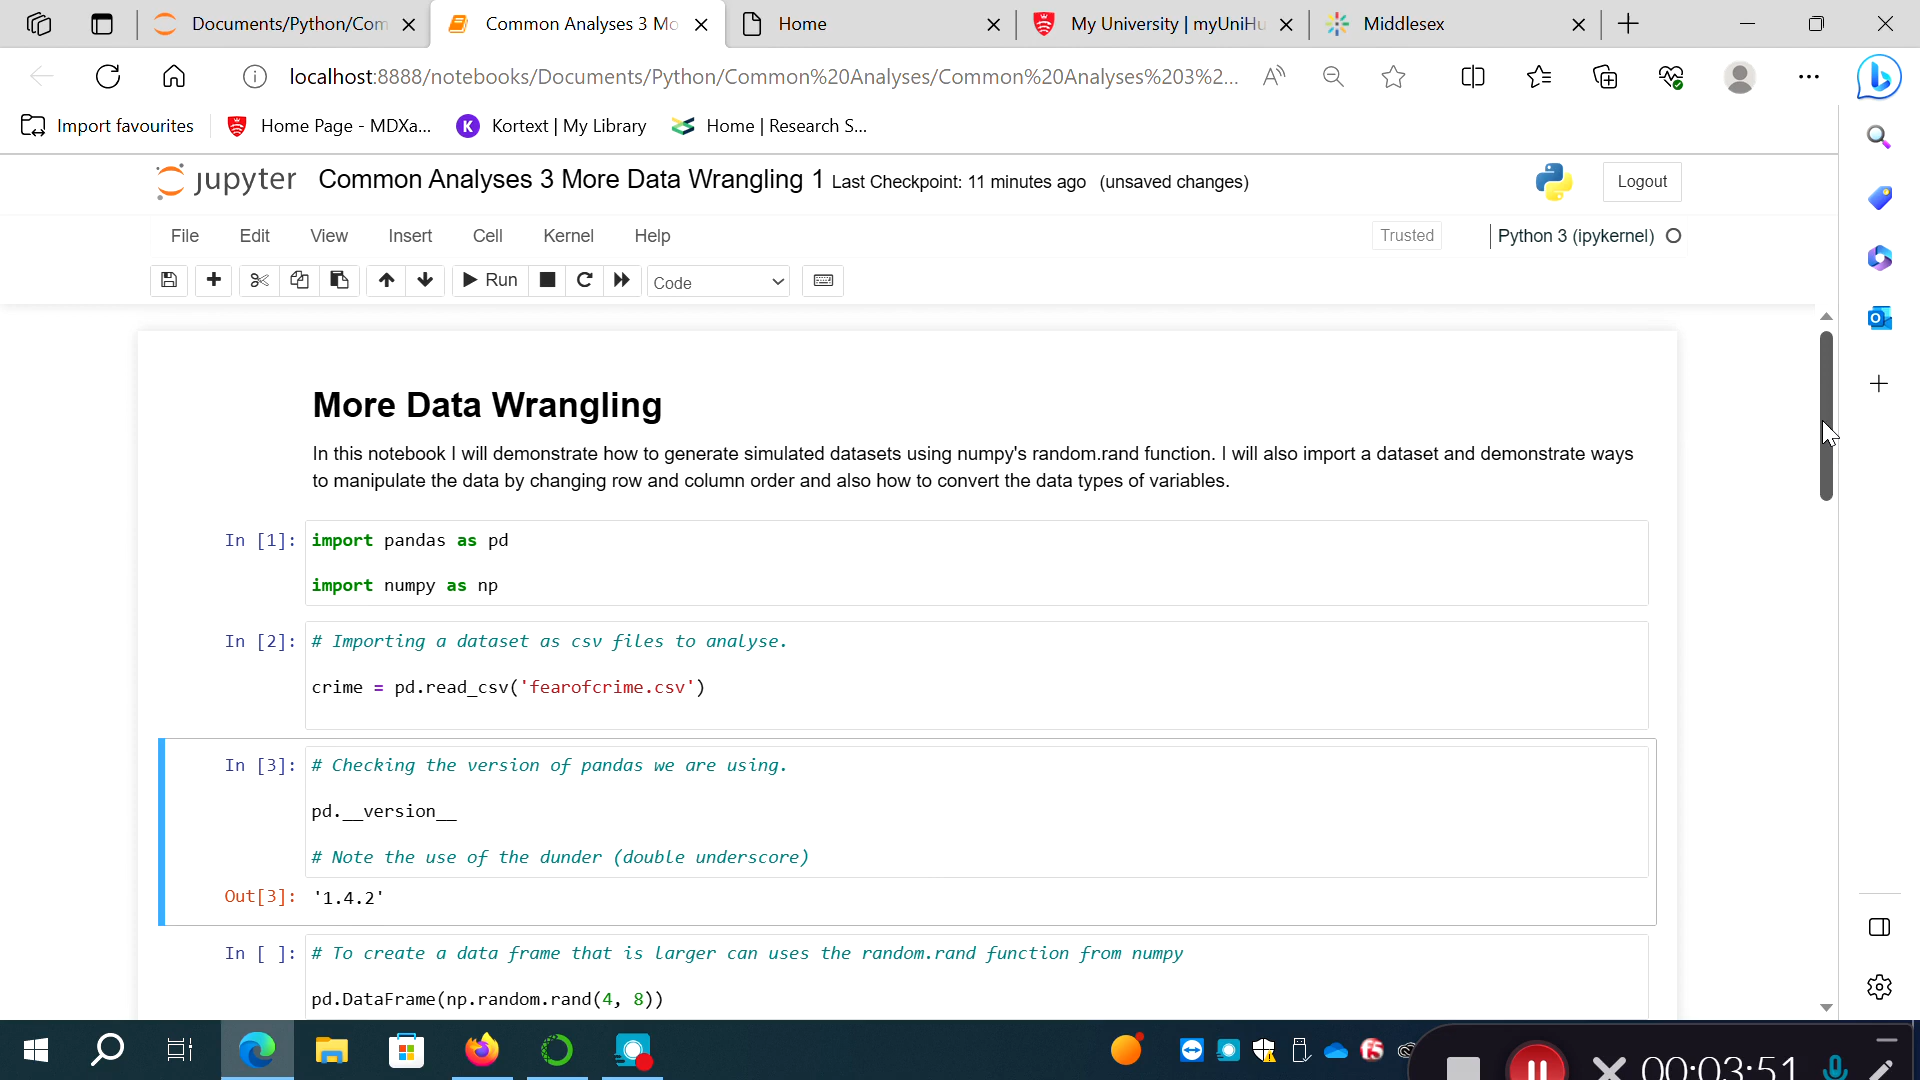 Documents/Python/Com
Common Analyses 3 Mo
Home
My University | myUniHu
Middlesex
localhost:8888/notebooks/Documents/Python/Common%20Analyses/Common%20Analyses%203%2...
Import favourites
Home Page - MDXa...
K
Kortext | My Library
Home | Research S...
jupyter
Common Analyses 3 More Data Wrangling 1
Last Checkpoint: 11 minutes ago
(unsaved changes)
Logout
File
Edit
View
Insert
Cell
Kernel
Help
Trusted
Python 3 (ipykernel)
Run
Code
More Data Wrangling
In this notebook I will demonstrate how to generate simulated datasets using numpy's random.rand function. I will also import a dataset and demonstrate ways
to manipulate the data by changing row and column order and also how to convert the data types of variables.
In [1]: import pandas as pd
import numpy as np
In [2]: # Importing a dataset as csv files to analyse.
crime = pd.read_csv('fearofcrime.csv')
In [3]: # Checking the version of pandas we are using.
pd.__version__
# Note the use of the dunder (double underscore)
Out[3]: '1.4.2'
In [ ]: # To create a data frame that is larger can uses the random.rand function from numpy
pd.DataFrame(np.random.rand(4, 8))
00:03:51